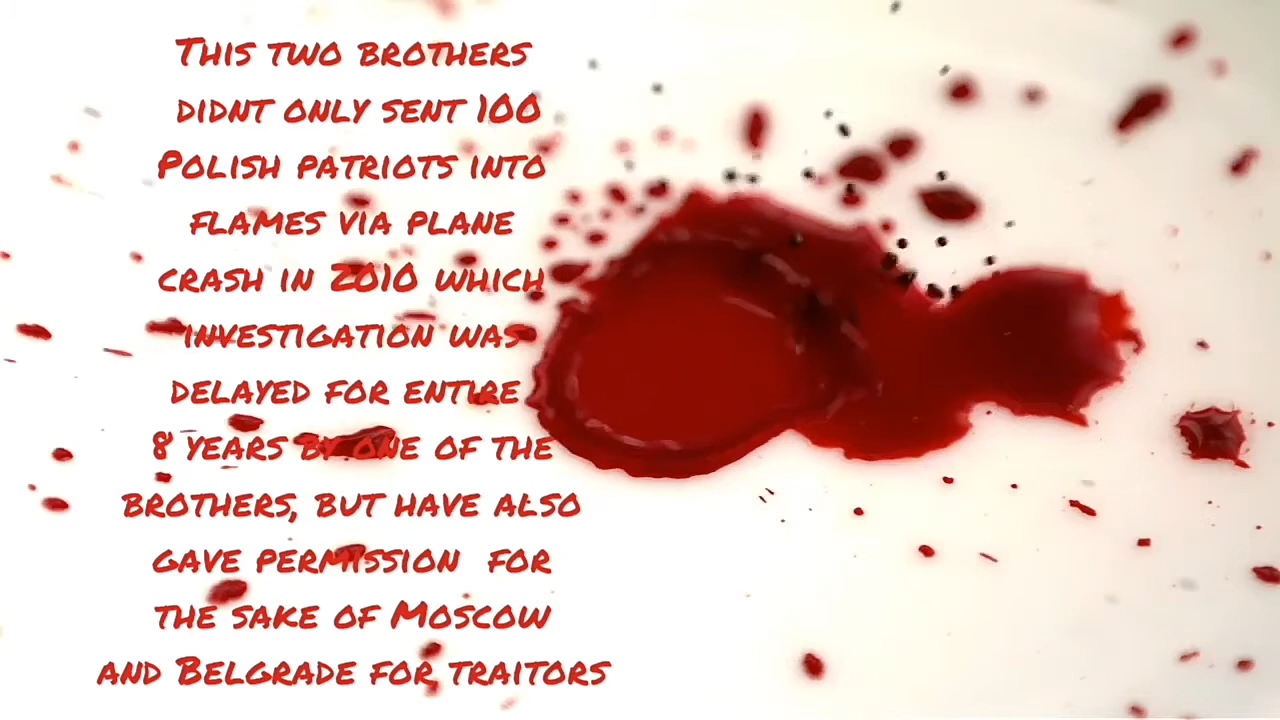 This two brothers
didnt only sent 100
Polish patriots into
flames via plane
crash in 2010 which
investigation was
delayed for entire
8 years by one of the
brothers, but have also
gave permission for
the sake of Moscow
and Belgrade for traitors